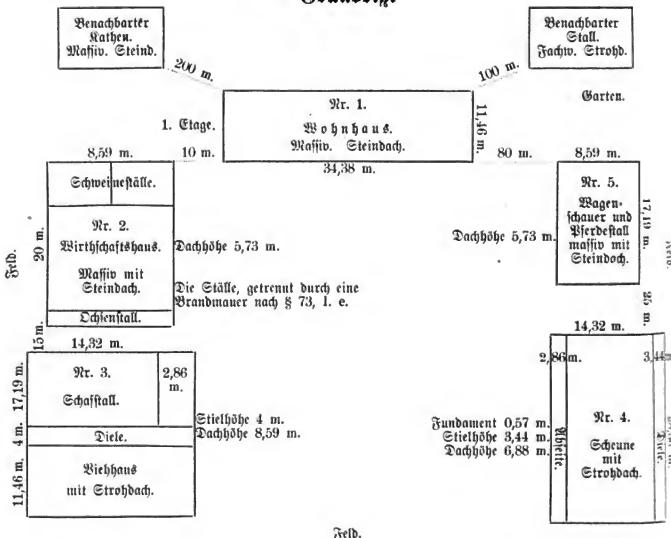 Grundriß.
Benachbarter
Kathen.
Massiv. Steind.
Benachbarter
Stall.
Fachw. Strohd.
200 m.
100 m.
Garten.
Nr. 1.
Wohnhaus.
Massiv. Steindach.
11,46 m.
1. Etage.
34,38 m.
8,59 m.
10 m.
80 m.
8,59 m.
Schweineställe.
Nr. 2.
Wirthschaftshaus.
Massiv mit
Steindach.
Ochsenstall.
20 m.
Feld.
Dachhöhe 5,73 m.
Die Ställe, getrennt durch eine
Brandmauer nach § 73, l. e.
Dachhöhe 5,73 m.
Nr. 5.
Wagen-
schauer und
Pferdestall
massiv mit
Steindoch.
17,19 m.
Feld.
25 m.
15 m.
14,32 m.
Nr. 3.
Schafstall.
2,86
m.
Diele.
Viehhaus
mit Strohdach.
17,19 m.
4 m.
11,46 m.
Stielhöhe 4 m.
Dachhöhe 8,59 m.
14,32 m.
2,86 m.
3,44 m.
Fundament 0,57 m.
Stielhöhe 3,44 m.
Dachhöhe 6,88 m.
Abseite.
Nr. 4.
Scheune
mit
Strohdach.
Diele.
Feld.